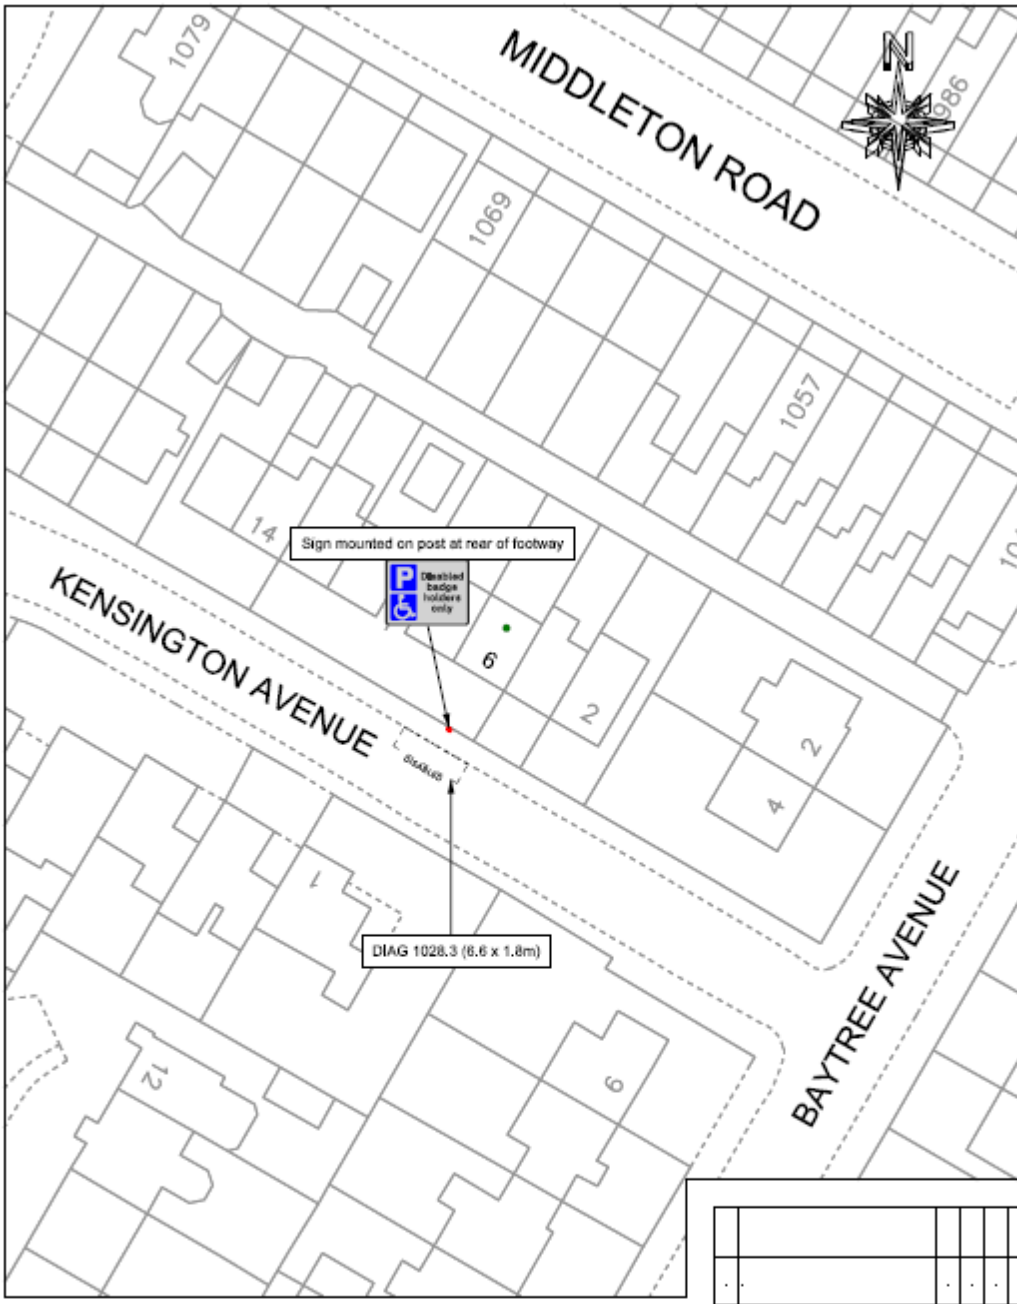 1079
MIDDLETON ROAD
N
986
1069
1057
14
Sign mounted on post at rear of footway
P
Disabled
badge
holders
only
KENSINGTON AVENUE
6
2
2
4
DISABLED
1
DIAG 1028.3 (6.6 x 1.8m)
BAYTREE AVENUE
12
6